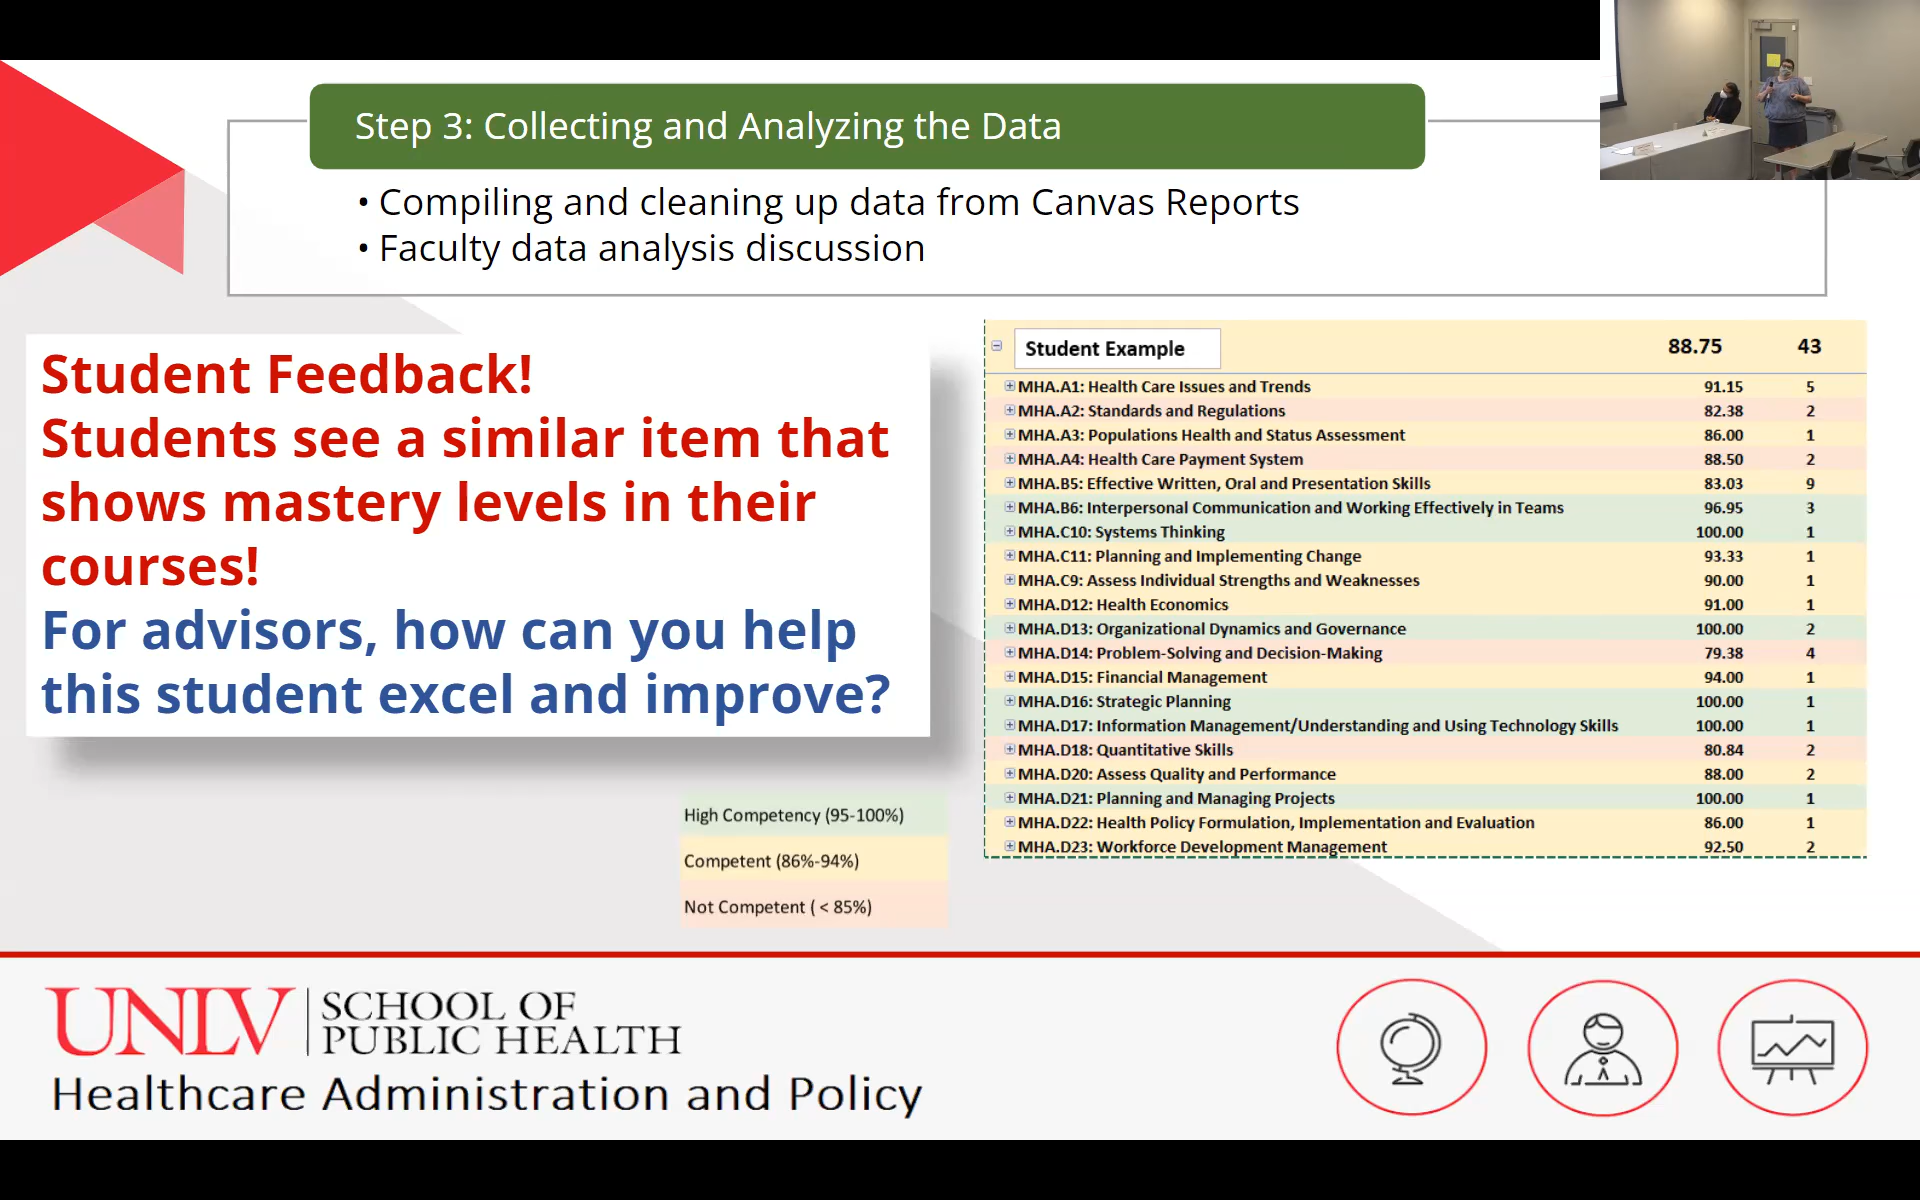 Step 3: Collecting and Analyzing the Data
• Compiling and cleaning up data from Canvas Reports
• Faculty data analysis discussion
Student Feedback!
Students see a similar item that
shows mastery levels in their
courses!
For advisors, how can you help
this student excel and improve?
Student Example 88.75 43
MHA.A1: Health Care Issues and Trends 91.15 5
MHA.A2: Standards and Regulations 82.38 2
MHA.A3: Populations Health and Status Assessment 86.00 1
MHA.A4: Health Care Payment System 88.50 2
MHA.B5: Effective Written, Oral and Presentation Skills 83.03 9
MHA.B6: Interpersonal Communication and Working Effectively in Teams 96.95 3
MHA.C10: Systems Thinking 100.00 1
MHA.C11: Planning and Implementing Change 93.33 1
MHA.C9: Assess Individual Strengths and Weaknesses 90.00 1
MHA.D12: Health Economics 91.00 1
MHA.D13: Organizational Dynamics and Governance 100.00 2
MHA.D14: Problem-Solving and Decision-Making 79.38 4
MHA.D15: Financial Management 94.00 1
MHA.D16: Strategic Planning 100.00 1
MHA.D17: Information Management/Understanding and Using Technology Skills 100.00 1
MHA.D18: Quantitative Skills 80.84 2
MHA.D20: Assess Quality and Performance 88.00 2
MHA.D21: Planning and Managing Projects 100.00 1
MHA.D22: Health Policy Formulation, Implementation and Evaluation 86.00 1
MHA.D23: Workforce Development Management 92.50 2
High Competency (95-100%)
Competent (86%-94%)
Not Competent ( < 85%)
UNLV SCHOOL OF
PUBLIC HEALTH
Healthcare Administration and Policy